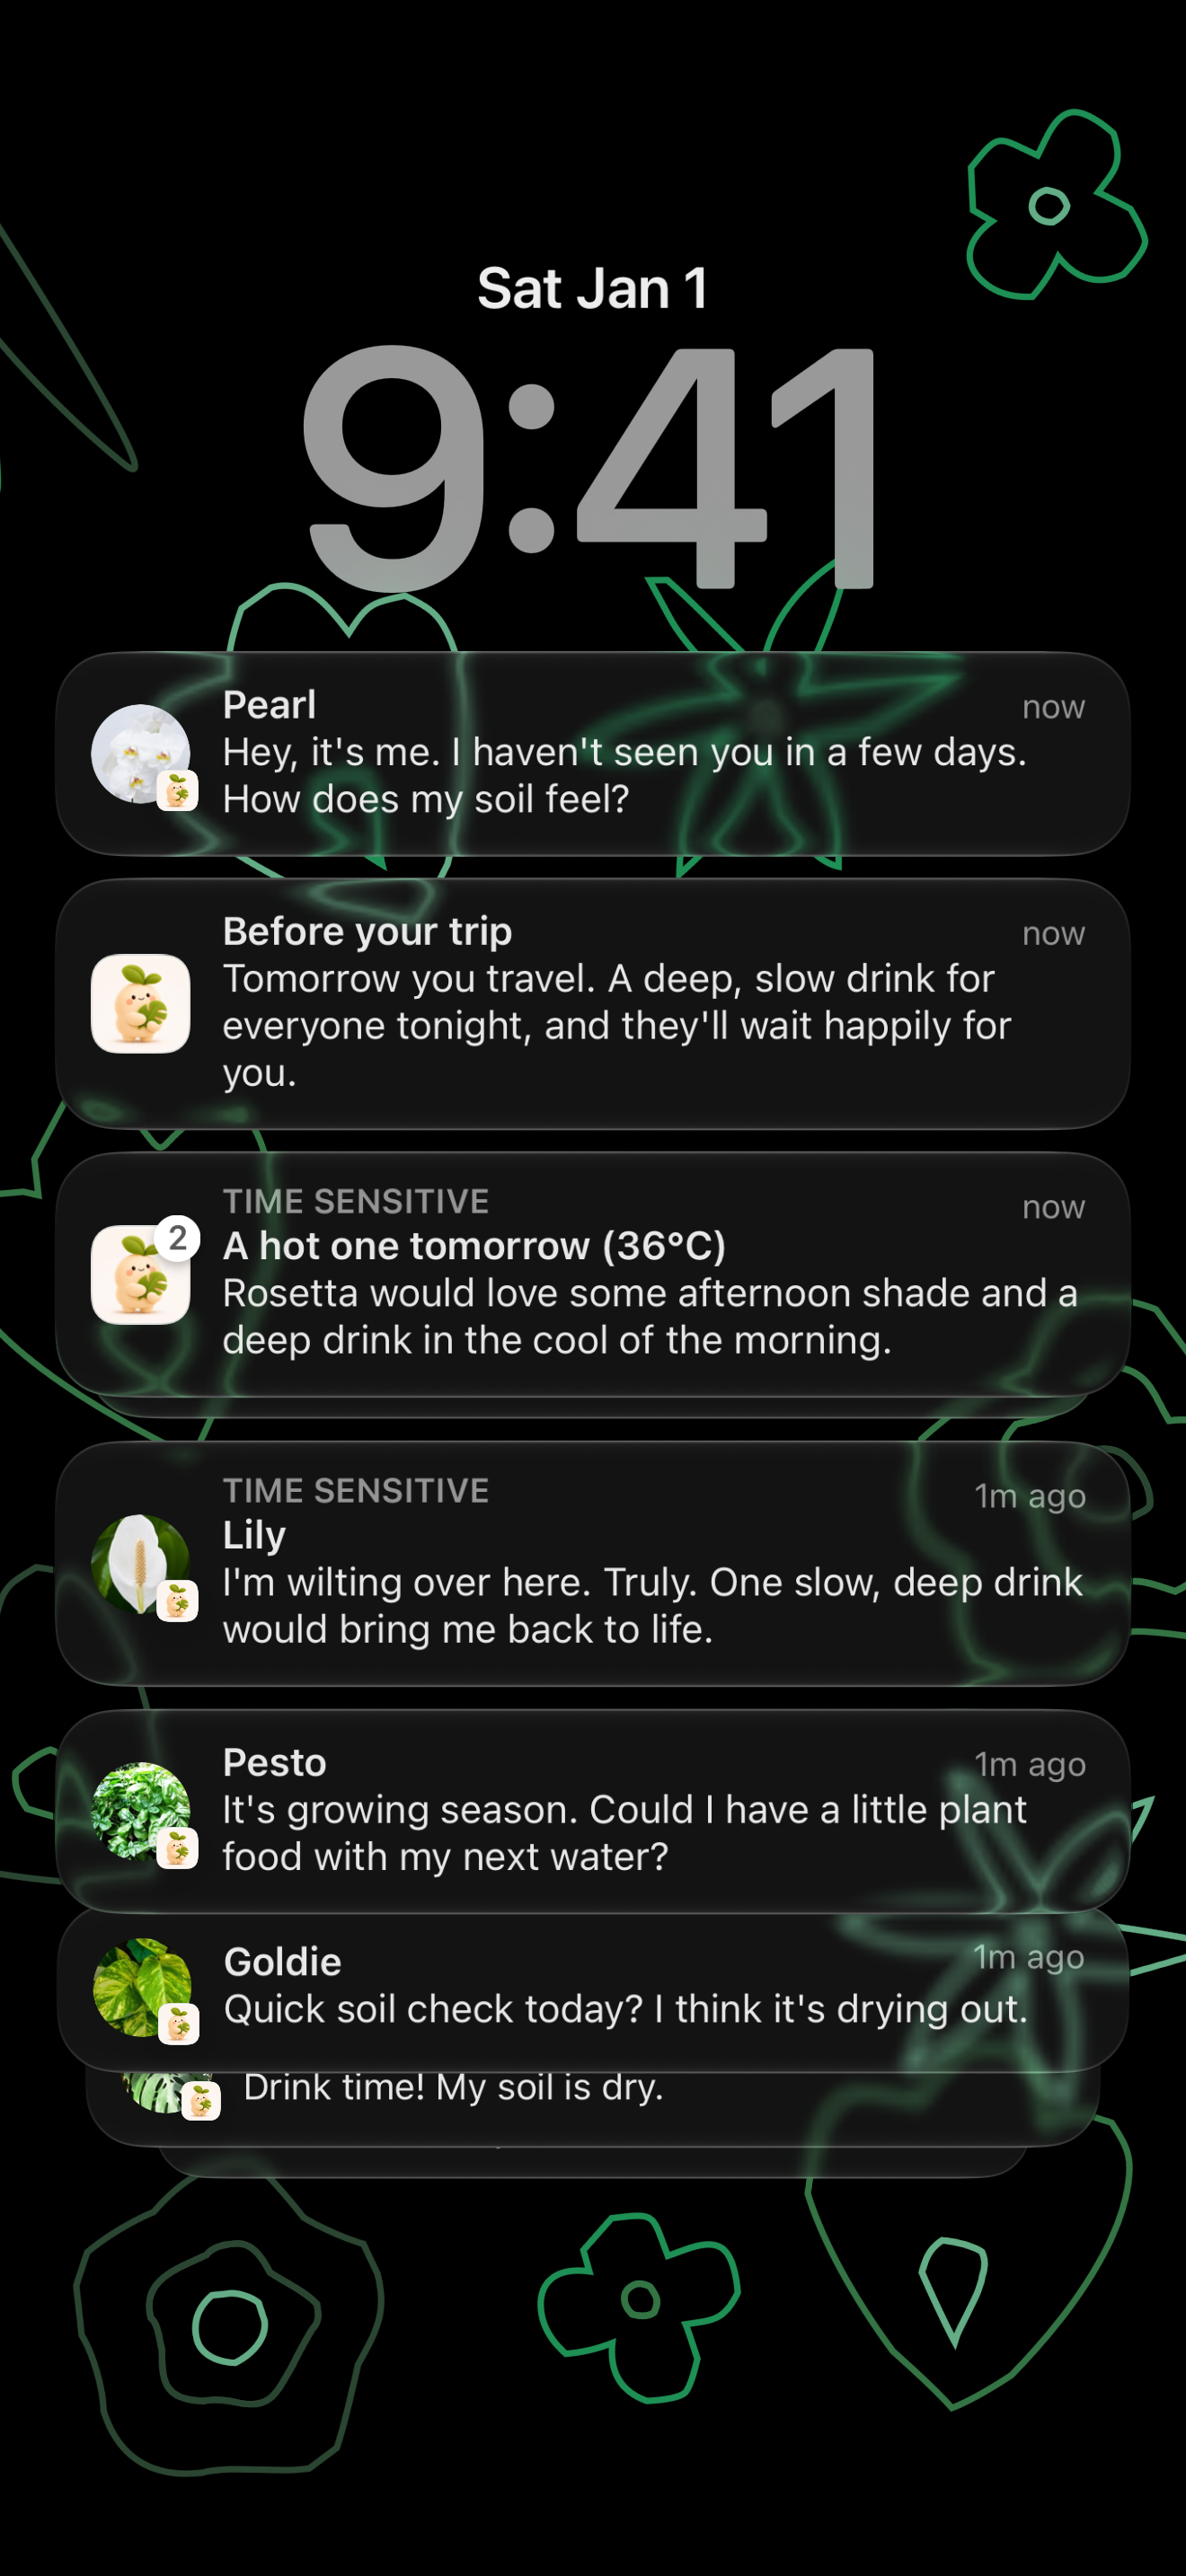 Sat Jan 1
9:41
Pearl
now
Hey, it's me. I haven't seen you in a few days.
How does my soil feel?
Before your trip
now
Tomorrow you travel. A deep, slow drink for
everyone tonight, and they'll wait happily for
you.
TIME SENSITIVE
now
2
A hot one tomorrow (36°C)
Rosetta would love some afternoon shade and a
deep drink in the cool of the morning.
TIME SENSITIVE
1m ago
Lily
I'm wilting over here. Truly. One slow, deep drink
would bring me back to life.
Pesto
1m ago
It's growing season. Could I have a little plant
food with my next water?
Goldie
1m ago
Quick soil check today? I think it's drying out.
Drink time! My soil is dry.